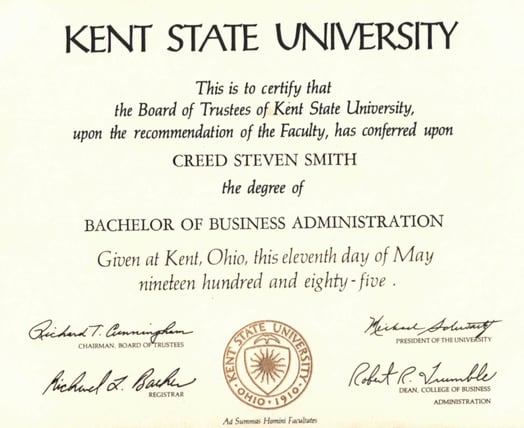 KENT STATE UNIVERSITY
This is to certify that
the Board of Trustees of Kent State University,
upon the recommendation of the Faculty, has conferred upon
CREED STEVEN SMITH
the degree of
BACHELOR OF BUSINESS ADMINISTRATION
Given at Kent, Ohio, this eleventh day of May
nineteen hundred and eighty-five .
Richard T. Cunningham
CHAIRMAN, BOARD OF TRUSTEES
Michael Schwartz
PRESIDENT OF THE UNIVERSITY
Richard L. Barker
REGISTRAR
Robert R. Trumble
DEAN, COLLEGE OF BUSINESS
ADMINISTRATION
KENT STATE UNIVERSITY
OHIO • 1910
Ad Summas Homini Facultates